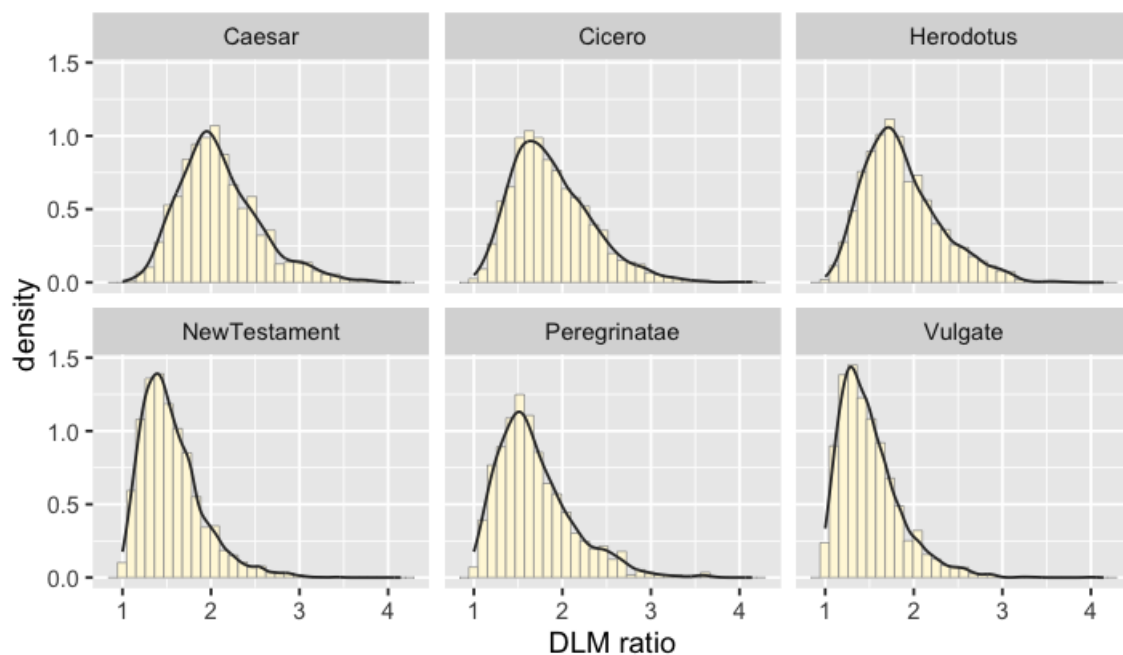 Caesar Cicero Herodotus
1.5
1.0
0.5
0.0
NewTestament Peregrinatae Vulgate
1.5
1.0
0.5
0.0
1 2 3 4 1 2 3 4 1 2 3 4
DLM ratio
density